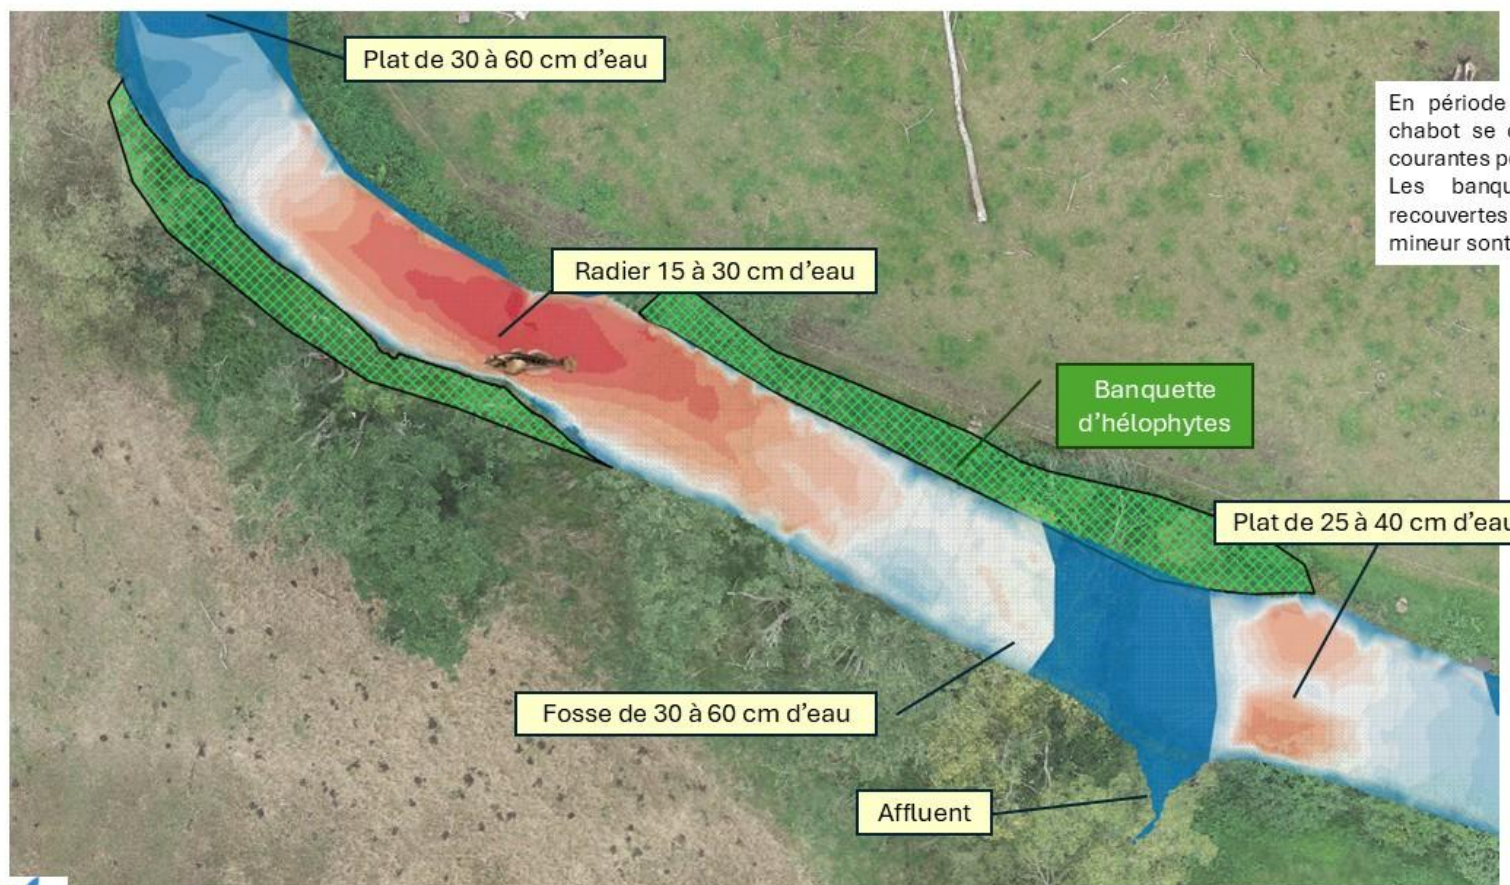 Plat de 30 à 60 cm d'eau
En période
chabot se
courantes
Les
recouvertes
mineur sont
Radier 15 à 30 cm d'eau
Banquette
d'hélophytes
Plat de 25 à 40 cm d'eau
Fosse de 30 à 60 cm d'eau
Affluent